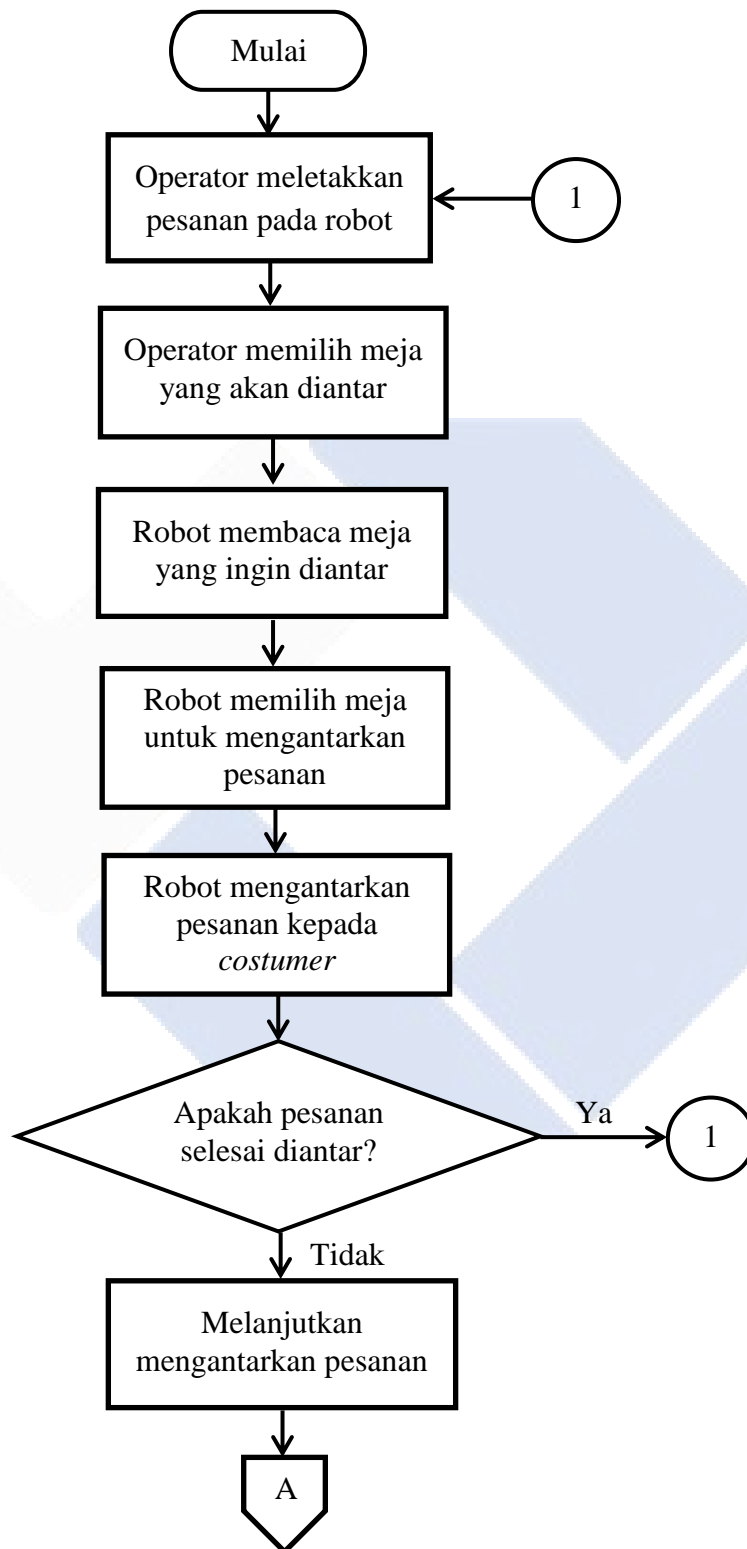 Mulai
Operator meletakkan
pesanan pada robot
1
Operator memilih meja
yang akan diantar
Robot membaca meja
yang ingin diantar
Robot memilih meja
untuk mengantarkan
pesanan
Robot mengantarkan
pesanan kepada
costumer
Apakah pesanan
selesai diantar?
Ya
1
Tidak
Melanjutkan
mengantarkan pesanan
A